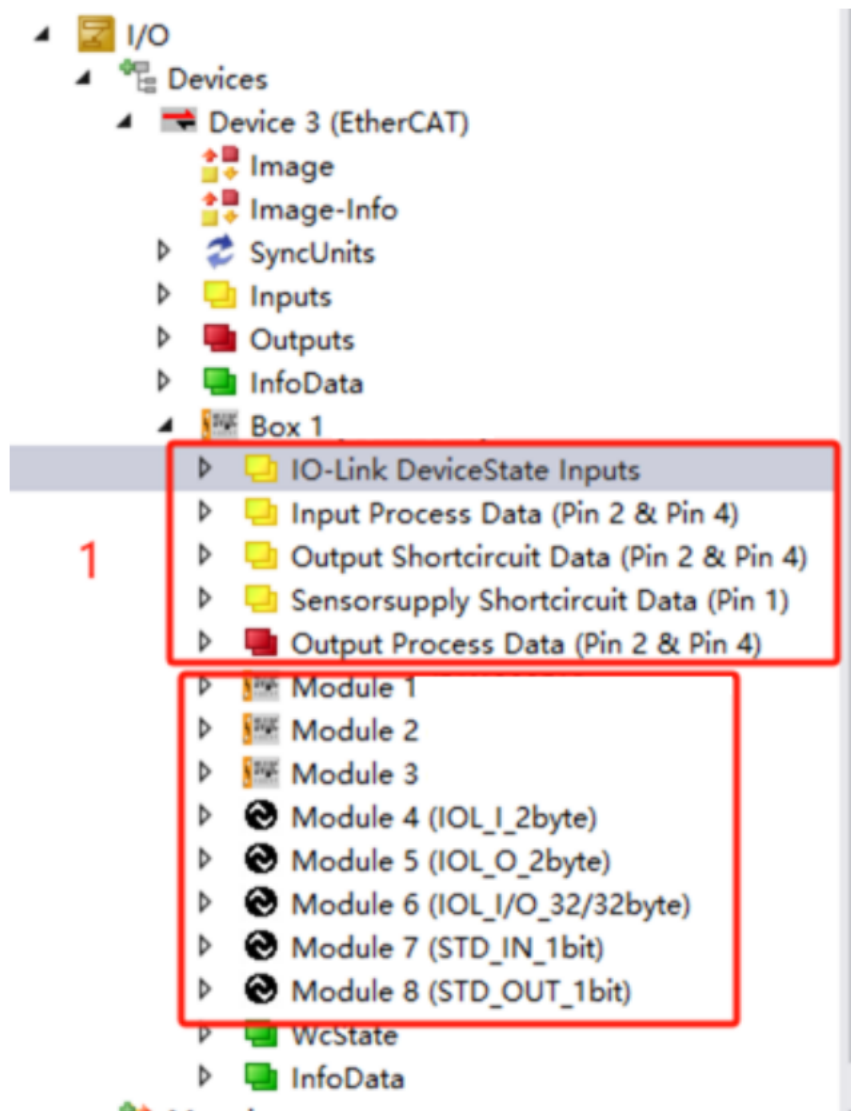 I/O
Devices
Device 3 (EtherCAT)
Image
Image-Info
SyncUnits
Inputs
Outputs
InfoData
Box 1
IO-Link DeviceState Inputs
Input Process Data (Pin 2 & Pin 4)
1
Output Shortcircuit Data (Pin 2 & Pin 4)
Sensorsupply Shortcircuit Data (Pin 1)
Output Process Data (Pin 2 & Pin 4)
Module 1
Module 2
Module 3
Module 4 (IOL_I_2byte)
Module 5 (IOL_O_2byte)
Module 6 (IOL_I/O_32/32byte)
Module 7 (STD_IN_1bit)
Module 8 (STD_OUT_1bit)
WcState
InfoData